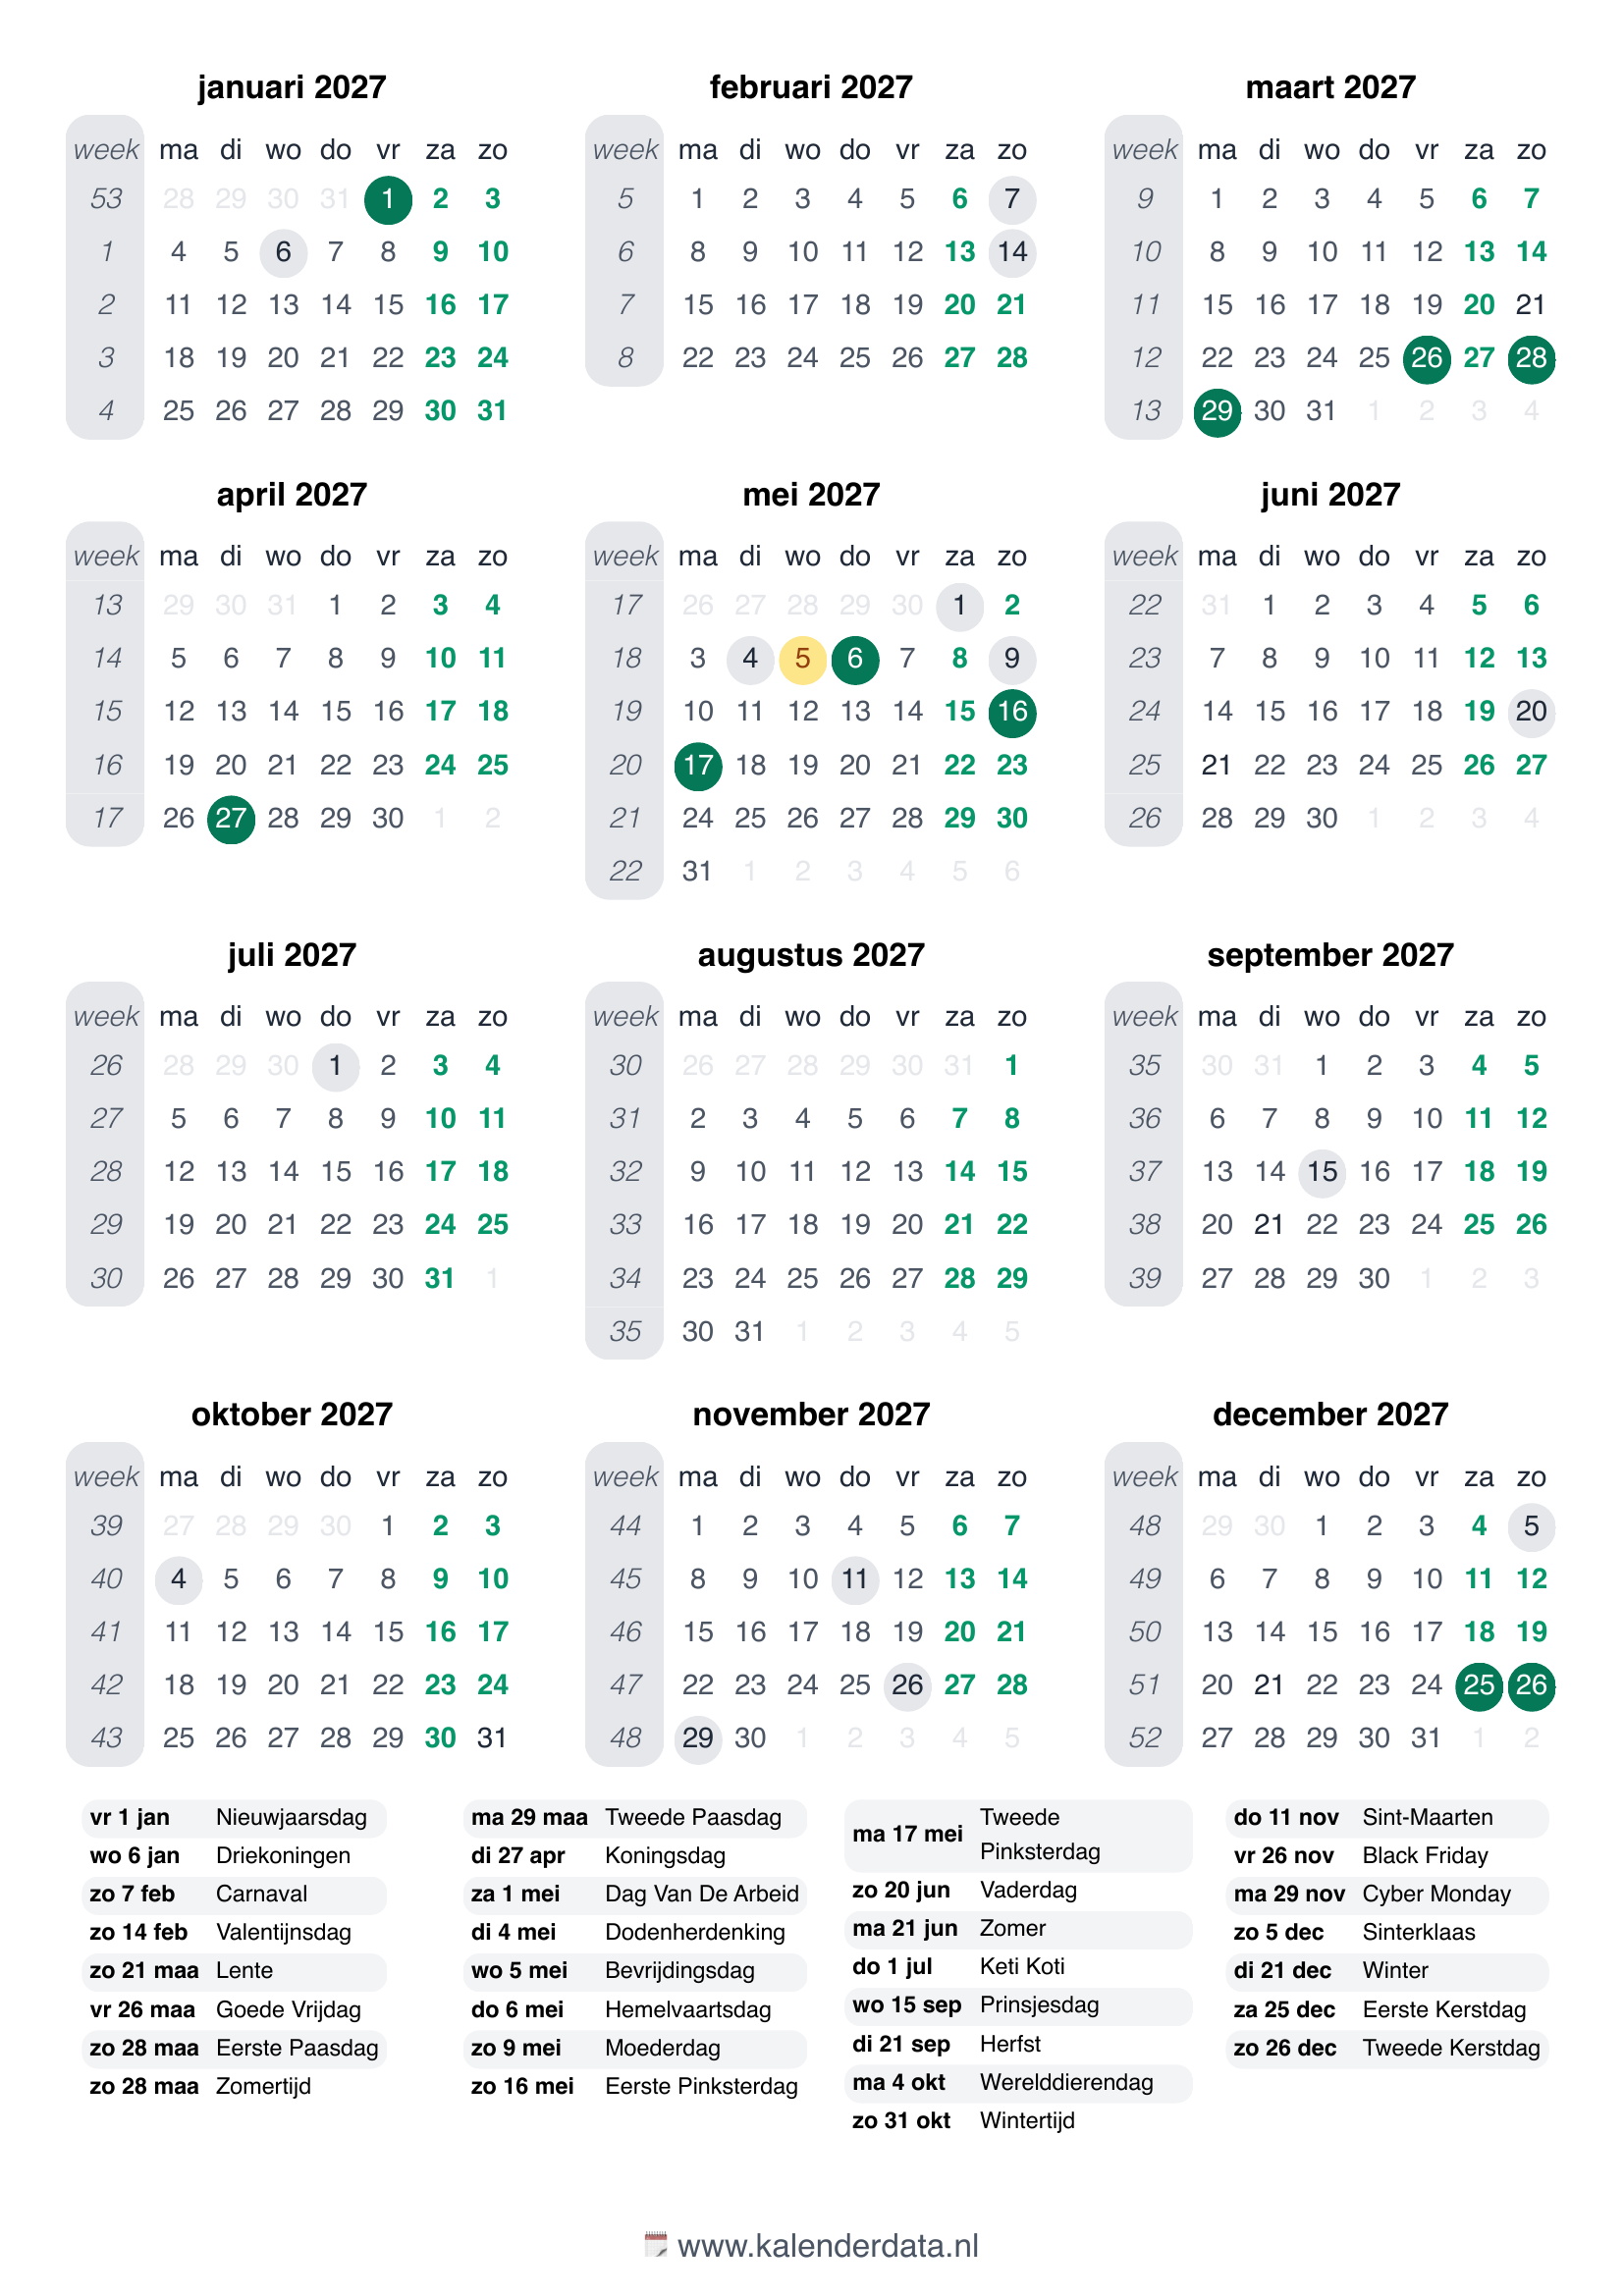 januari 2027
week ma di wo do vr za zo
53 28 29 30 31 1 2 3
1 4 5 6 7 8 9 10
2 11 12 13 14 15 16 17
3 18 19 20 21 22 23 24
4 25 26 27 28 29 30 31
februari 2027
week ma di wo do vr za zo
5 1 2 3 4 5 6 7
6 8 9 10 11 12 13 14
7 15 16 17 18 19 20 21
8 22 23 24 25 26 27 28
maart 2027
week ma di wo do vr za zo
9 1 2 3 4 5 6 7
10 8 9 10 11 12 13 14
11 15 16 17 18 19 20 21
12 22 23 24 25 26 27 28
13 29 30 31 1 2 3 4
april 2027
week ma di wo do vr za zo
13 29 30 31 1 2 3 4
14 5 6 7 8 9 10 11
15 12 13 14 15 16 17 18
16 19 20 21 22 23 24 25
17 26 27 28 29 30 1 2
mei 2027
week ma di wo do vr za zo
17 26 27 28 29 30 1 2
18 3 4 5 6 7 8 9
19 10 11 12 13 14 15 16
20 17 18 19 20 21 22 23
21 24 25 26 27 28 29 30
22 31 1 2 3 4 5 6
juni 2027
week ma di wo do vr za zo
22 31 1 2 3 4 5 6
23 7 8 9 10 11 12 13
24 14 15 16 17 18 19 20
25 21 22 23 24 25 26 27
26 28 29 30 1 2 3 4
juli 2027
week ma di wo do vr za zo
26 28 29 30 1 2 3 4
27 5 6 7 8 9 10 11
28 12 13 14 15 16 17 18
29 19 20 21 22 23 24 25
30 26 27 28 29 30 31 1
augustus 2027
week ma di wo do vr za zo
30 26 27 28 29 30 31 1
31 2 3 4 5 6 7 8
32 9 10 11 12 13 14 15
33 16 17 18 19 20 21 22
34 23 24 25 26 27 28 29
35 30 31 1 2 3 4 5
september 2027
week ma di wo do vr za zo
35 30 31 1 2 3 4 5
36 6 7 8 9 10 11 12
37 13 14 15 16 17 18 19
38 20 21 22 23 24 25 26
39 27 28 29 30 1 2 3
oktober 2027
week ma di wo do vr za zo
39 27 28 29 30 1 2 3
40 4 5 6 7 8 9 10
41 11 12 13 14 15 16 17
42 18 19 20 21 22 23 24
43 25 26 27 28 29 30 31
november 2027
week ma di wo do vr za zo
44 1 2 3 4 5 6 7
45 8 9 10 11 12 13 14
46 15 16 17 18 19 20 21
47 22 23 24 25 26 27 28
48 29 30 1 2 3 4 5
december 2027
week ma di wo do vr za zo
48 29 30 1 2 3 4 5
49 6 7 8 9 10 11 12
50 13 14 15 16 17 18 19
51 20 21 22 23 24 25 26
52 27 28 29 30 31 1 2
vr 1 jan Nieuwjaarsdag
wo 6 jan Driekoningen
zo 7 feb Carnaval
zo 14 feb Valentijnsdag
zo 21 maa Lente
vr 26 maa Goede Vrijdag
zo 28 maa Eerste Paasdag
zo 28 maa Zomertijd
ma 29 maa Tweede Paasdag
di 27 apr Koningsdag
za 1 mei Dag Van De Arbeid
di 4 mei Dodenherdenking
wo 5 mei Bevrijdingsdag
do 6 mei Hemelvaartsdag
zo 9 mei Moederdag
zo 16 mei Eerste Pinksterdag
ma 17 mei Tweede
Pinksterdag
zo 20 jun Vaderdag
ma 21 jun Zomer
do 1 jul Keti Koti
wo 15 sep Prinsjesdag
di 21 sep Herfst
ma 4 okt Werelddierendag
zo 31 okt Wintertijd
do 11 nov Sint-Maarten
vr 26 nov Black Friday
ma 29 nov Cyber Monday
zo 5 dec Sinterklaas
di 21 dec Winter
za 25 dec Eerste Kerstdag
zo 26 dec Tweede Kerstdag
www.kalenderdata.nl